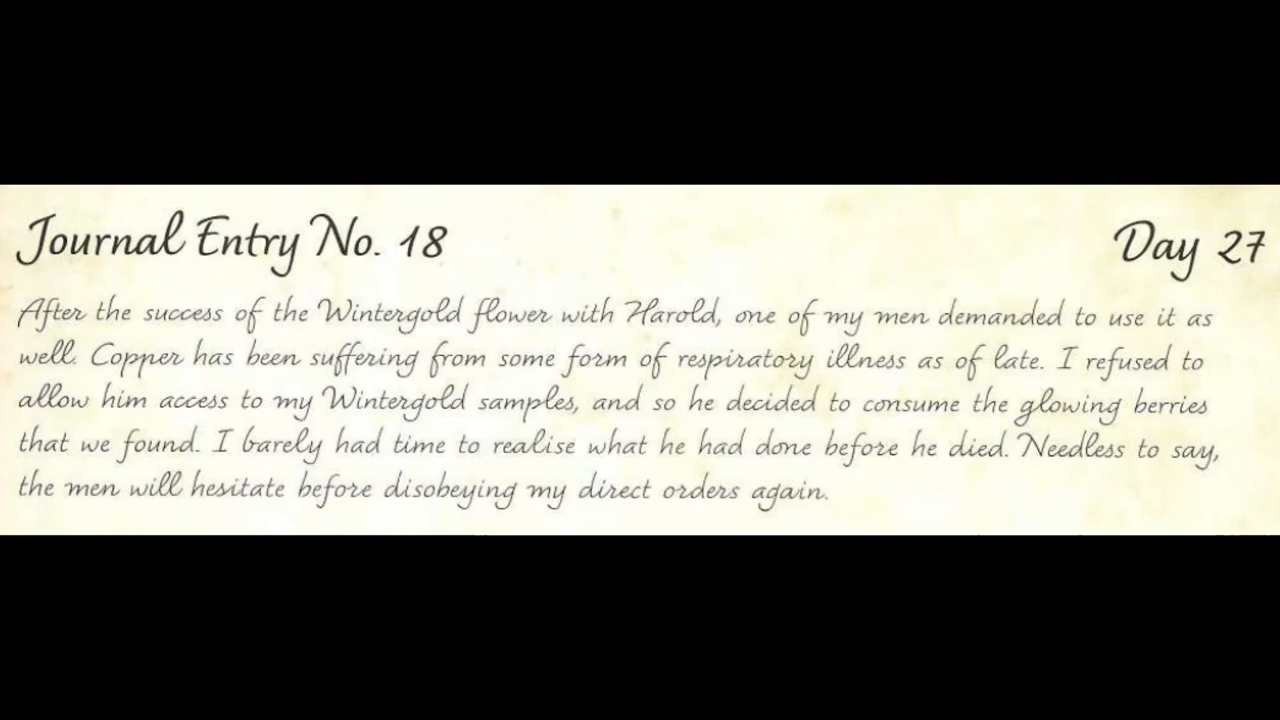 Journal Entry No. 18
Day 27
After the success of the Wintergold flower with Harold, one of my men demanded to use it as
well. Copper has been suffering from some form of respiratory illness as of late. I refused to
allow him access to my Wintergold samples, and so he decided to consume the glowing berries
that we found. I barely had time to realise what he had done before he died. Needless to say,
the men will hesitate before disobeying my direct orders again.